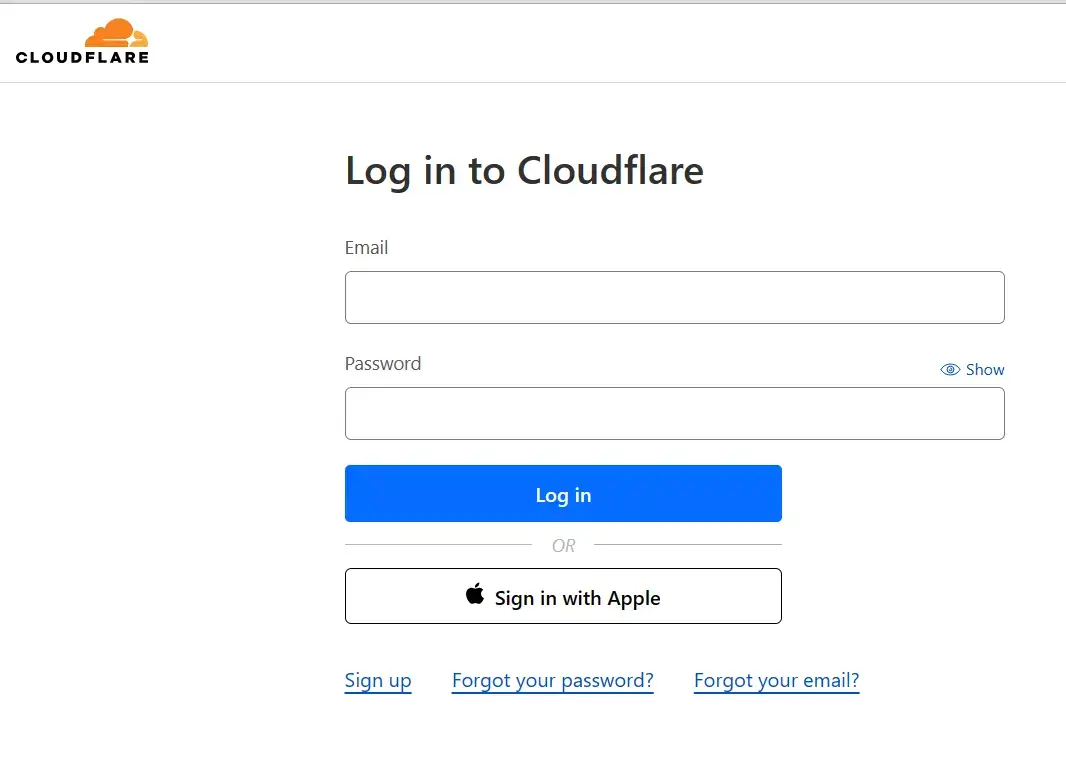 CLOUDFLARE
Log in to Cloudflare
Email
Password
Show
Log in
OR
Sign in with Apple
Sign up Forgot your password? Forgot your email?